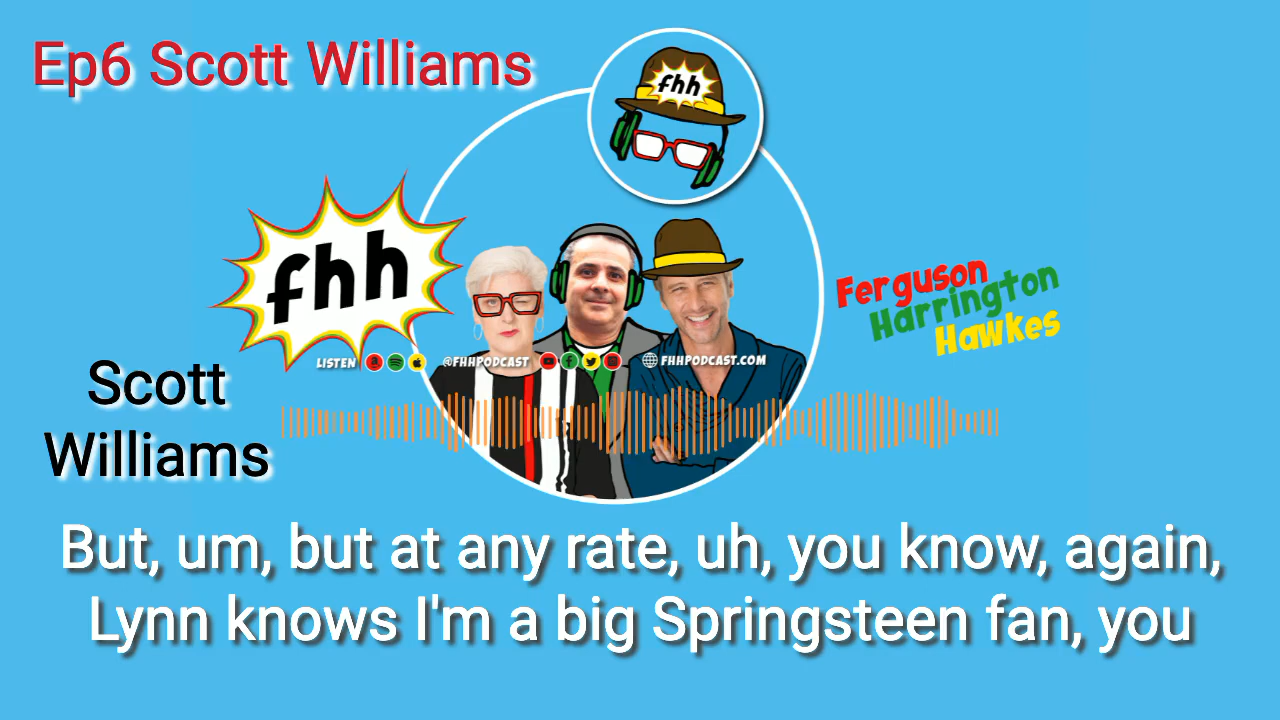 Ep6 Scott Williams
fhh
fhh
Ferguson
Harrington
Hawkes
LISTEN @FHHPODCAST FHHPODCAST.COM
Scott
Williams
But, um, but at any rate, uh, you know, again,
Lynn knows I'm a big Springsteen fan, you